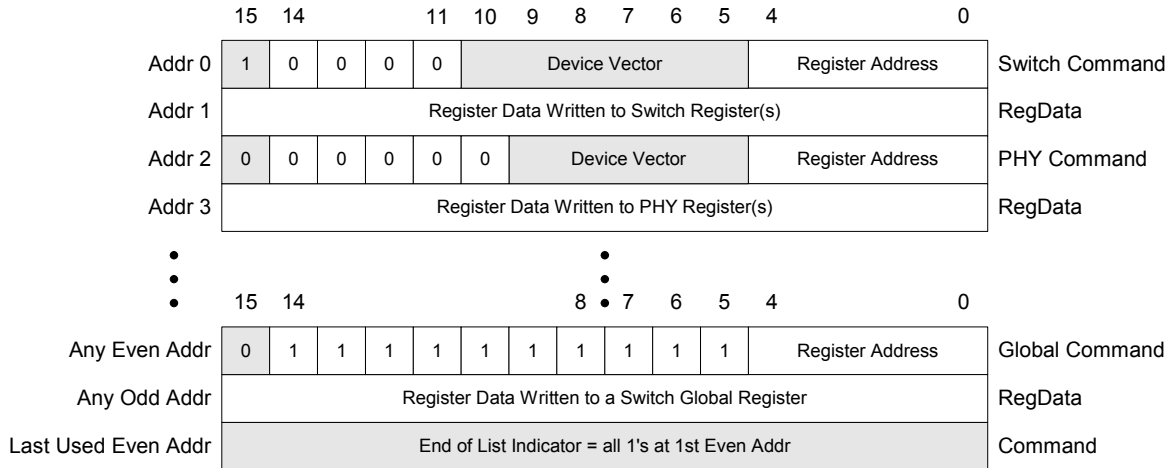 15 14 11 10 9 8 7 6 5 4 0
Addr 0 1 0 0 0 0 Device Vector Register Address Switch Command
Addr 1 Register Data Written to Switch Register(s) RegData
Addr 2 0 0 0 0 0 0 Device Vector Register Address PHY Command
Addr 3 Register Data Written to PHY Register(s) RegData
15 14 8 7 6 5 4 0
Any Even Addr 0 1 1 1 1 1 1 1 1 1 1 Register Address Global Command
Any Odd Addr Register Data Written to a Switch Global Register RegData
Last Used Even Addr End of List Indicator = all 1's at 1st Even Addr Command